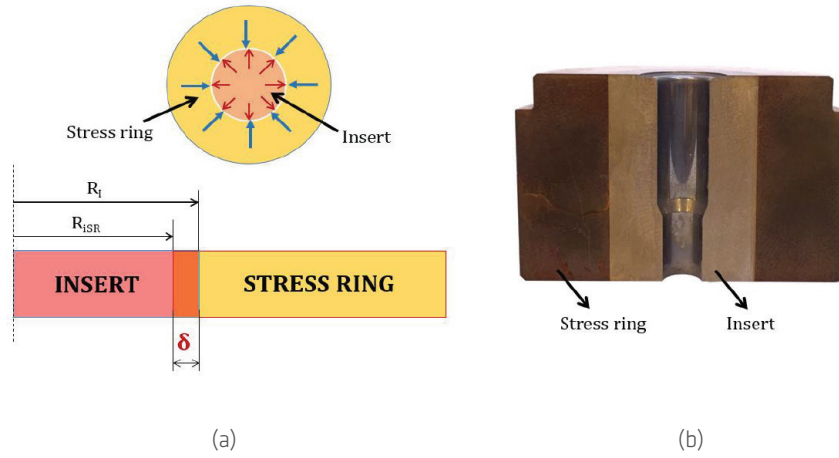 Stress ring
Insert
R_I
R_iSR
INSERT
STRESS RING
δ
(a)
Stress ring
Insert
(b)